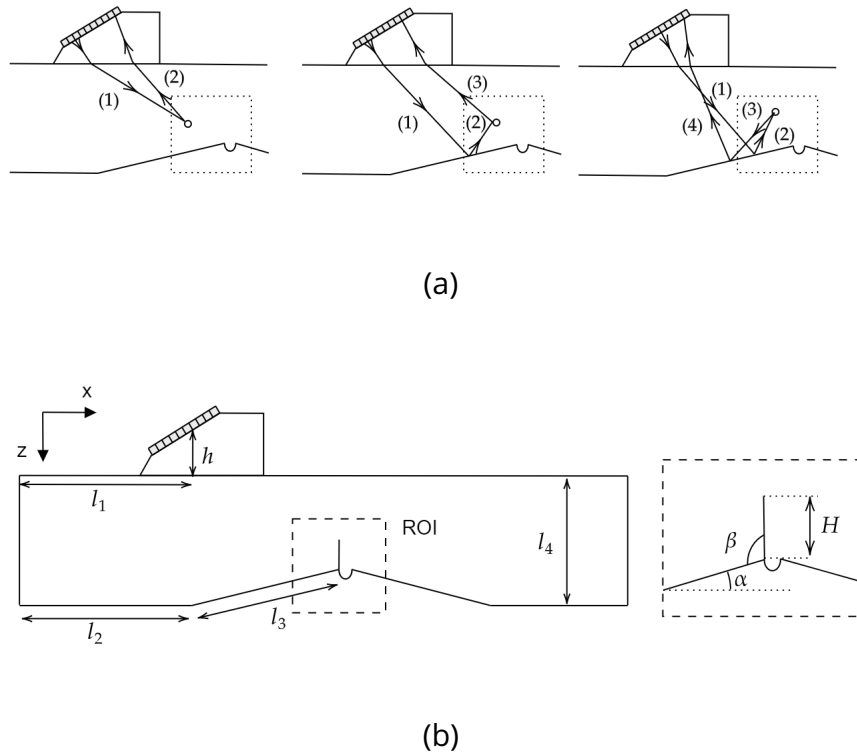 (1)
(2)
(1)
(2)
(3)
(1)
(2)
(3)
(4)
(a)
x
z
h
l1
ROI
l4
l2
l3
β
α
H
(b)